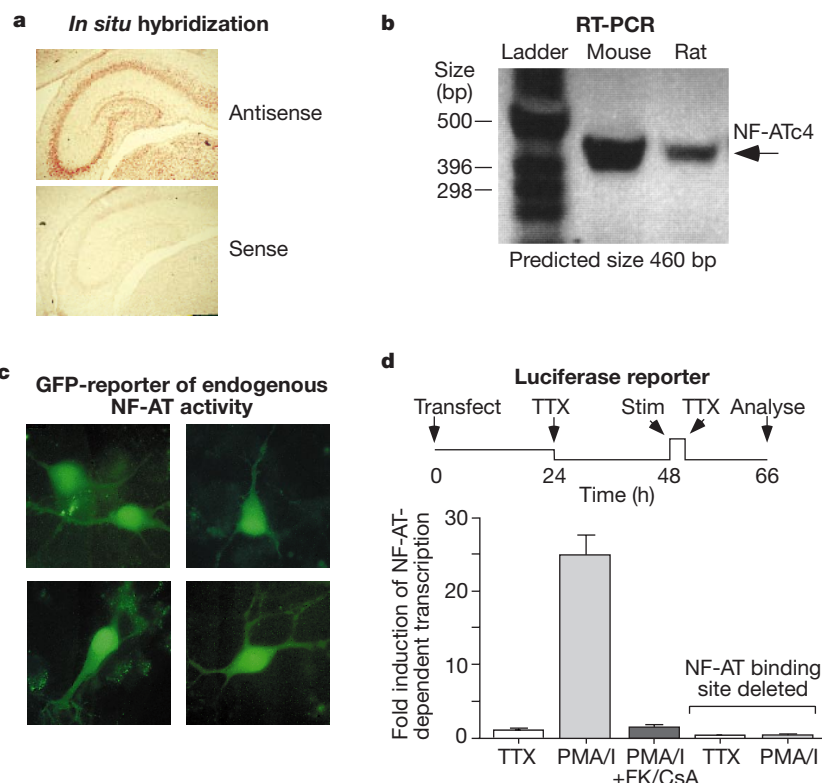 a
In situ hybridization
Antisense
Sense
b
RT-PCR
Ladder Mouse Rat
Size
(bp)
500
396
298
NF-ATc4
Predicted size 460 bp
c
GFP-reporter of endogenous
NF-AT activity
d
Luciferase reporter
Transfect TTX Stim TTX Analyse
0 24 48 66
Time (h)
Fold induction of NF-AT-
dependent transcription
30
20
10
0
NF-AT binding
site deleted
TTX PMA/I PMA/I TTX PMA/I
+FK/CsA